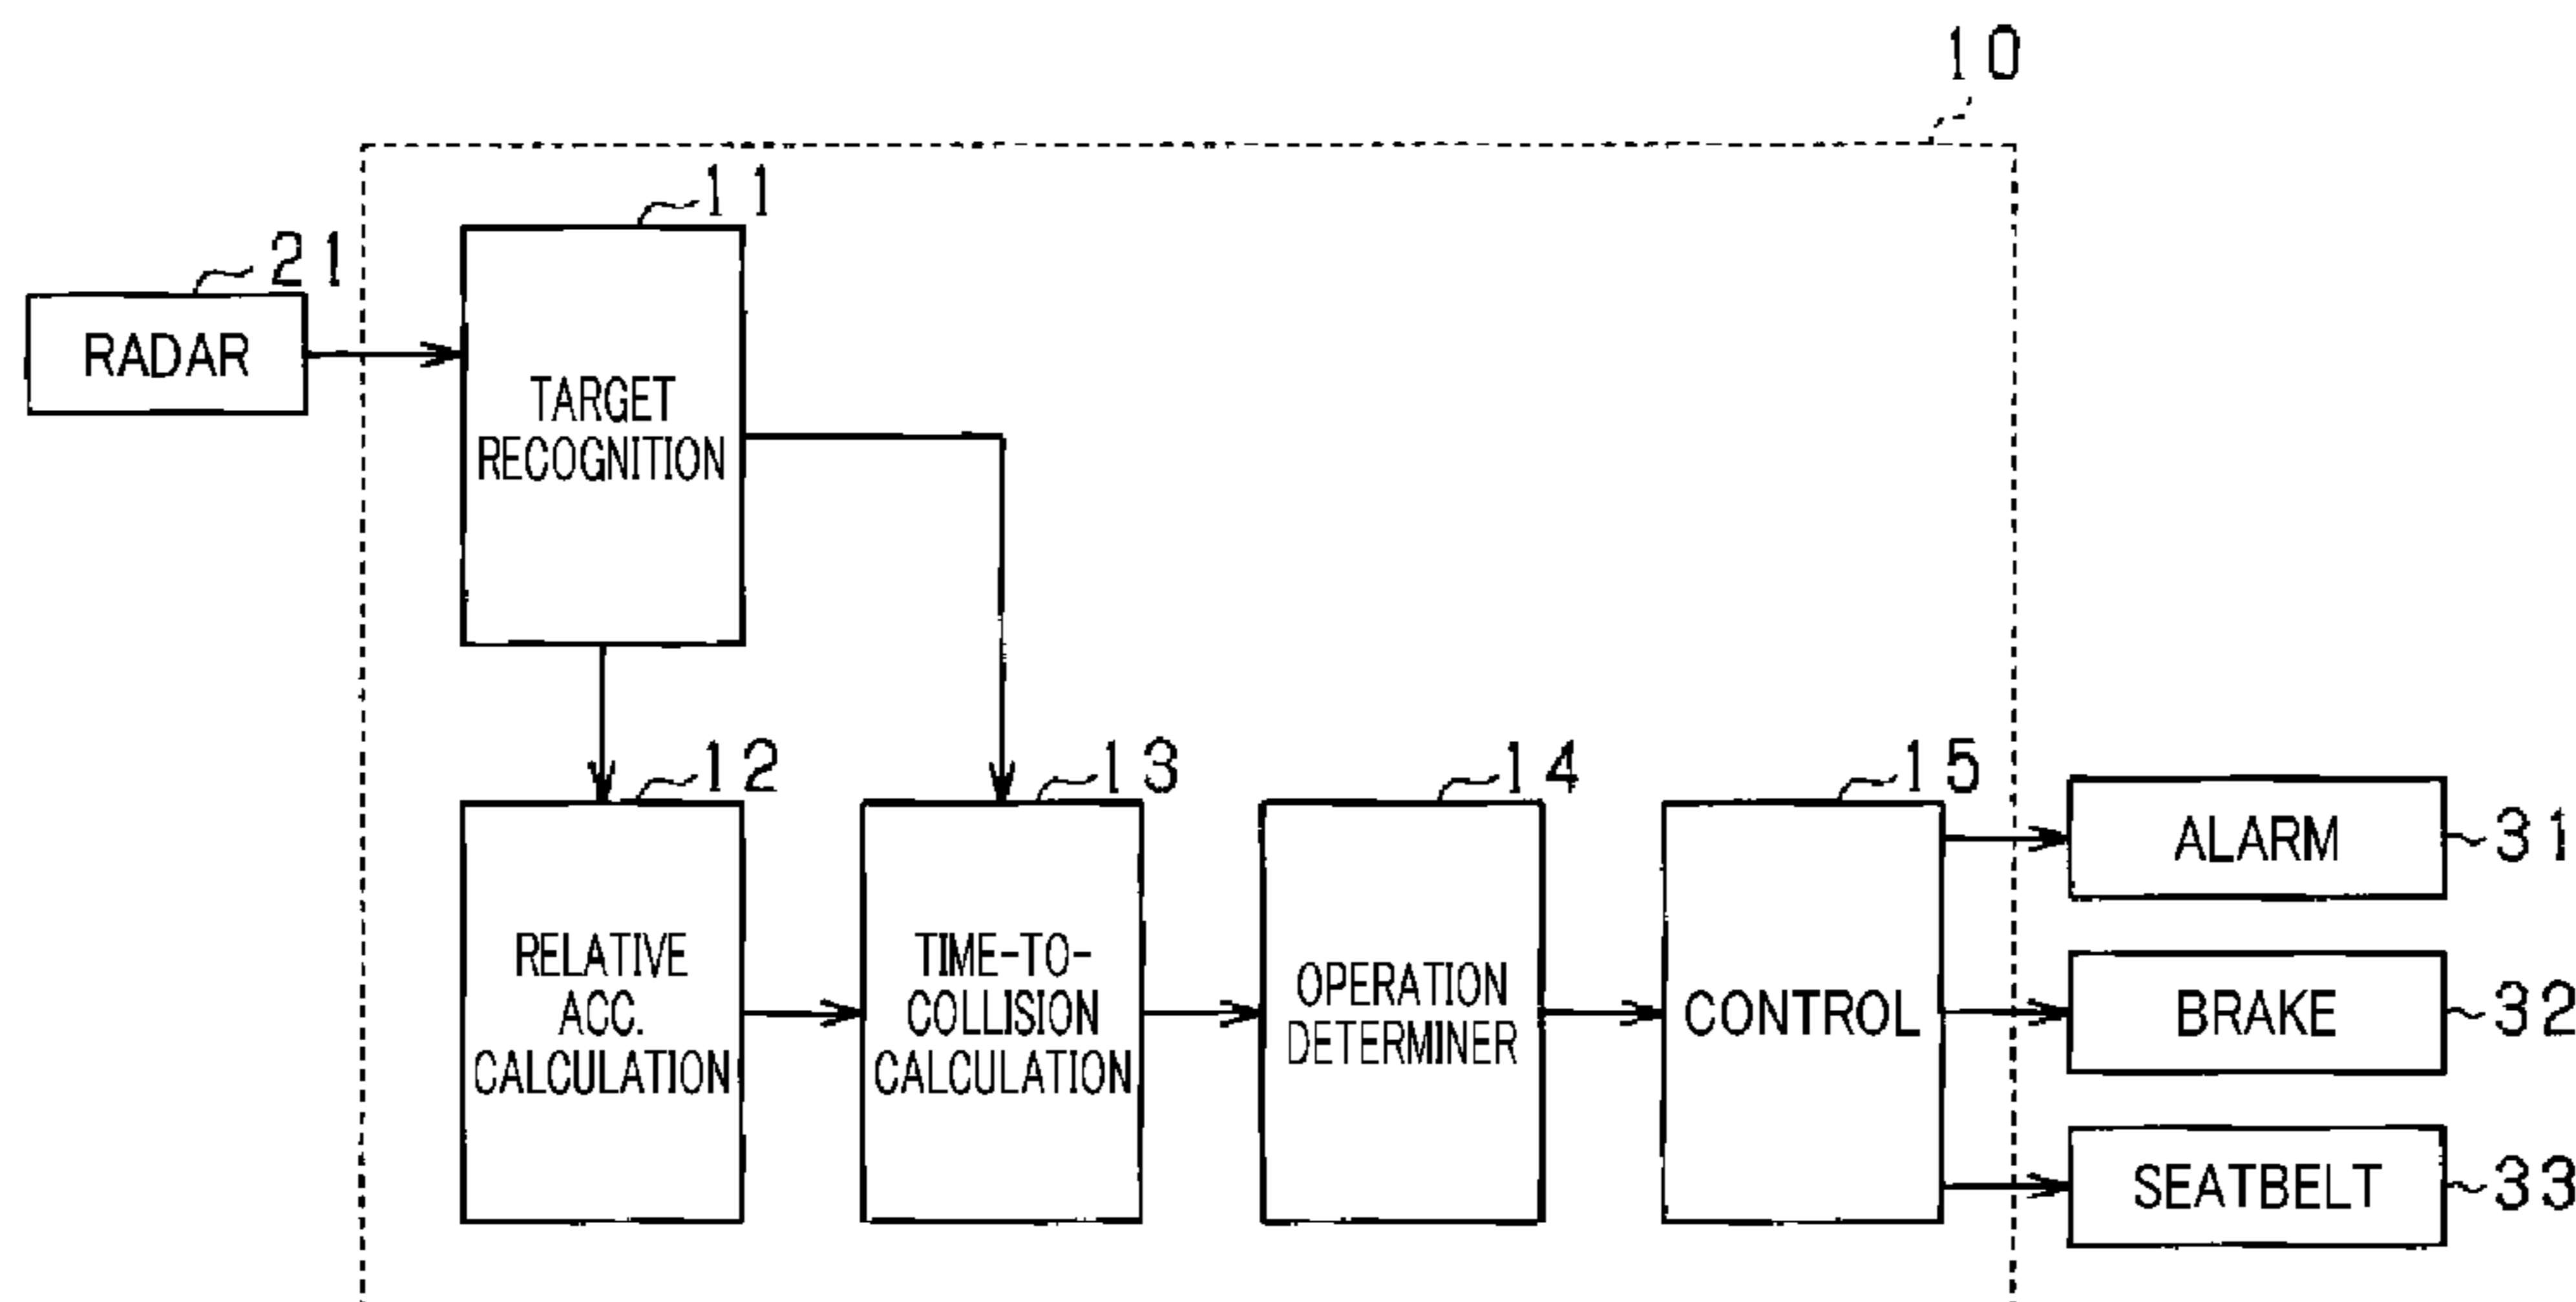 10
11
21
RADAR
TARGET
RECOGNITION
12
13
14
15
RELATIVE
ACC.
CALCULATION
TIME-TO-
COLLISION
CALCULATION
OPERATION
DETERMINER
CONTROL
ALARM
31
BRAKE
32
SEATBELT
33